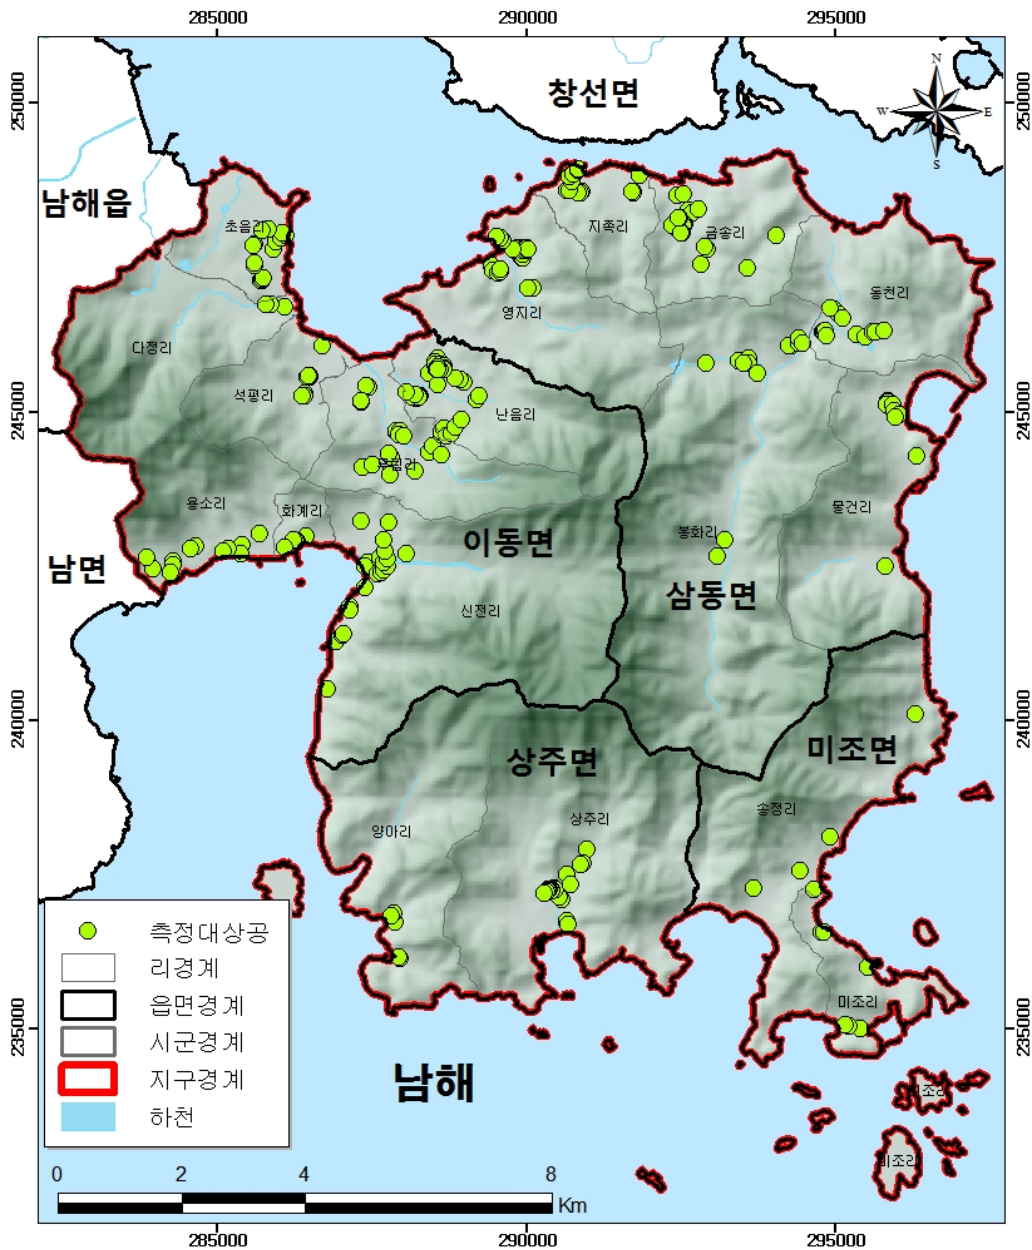 285000 290000 295000
250000
245000
240000
235000
250000
245000
240000
235000
N
W E
S
창선면
남해읍
초음리
지족리
금송리
동천리
영지리
다정리
석평리
난음리
무림리
용소리
화계리
물건리
봉화리
이동면
남면
삼동면
신전리
상주면
미조면
송정리
양아리
상주리
미조리
남해
미조리
미조리
측정대상공
리경계
읍면경계
시군경계
지구경계
하천
0 2 4 8
Km
285000 290000 295000